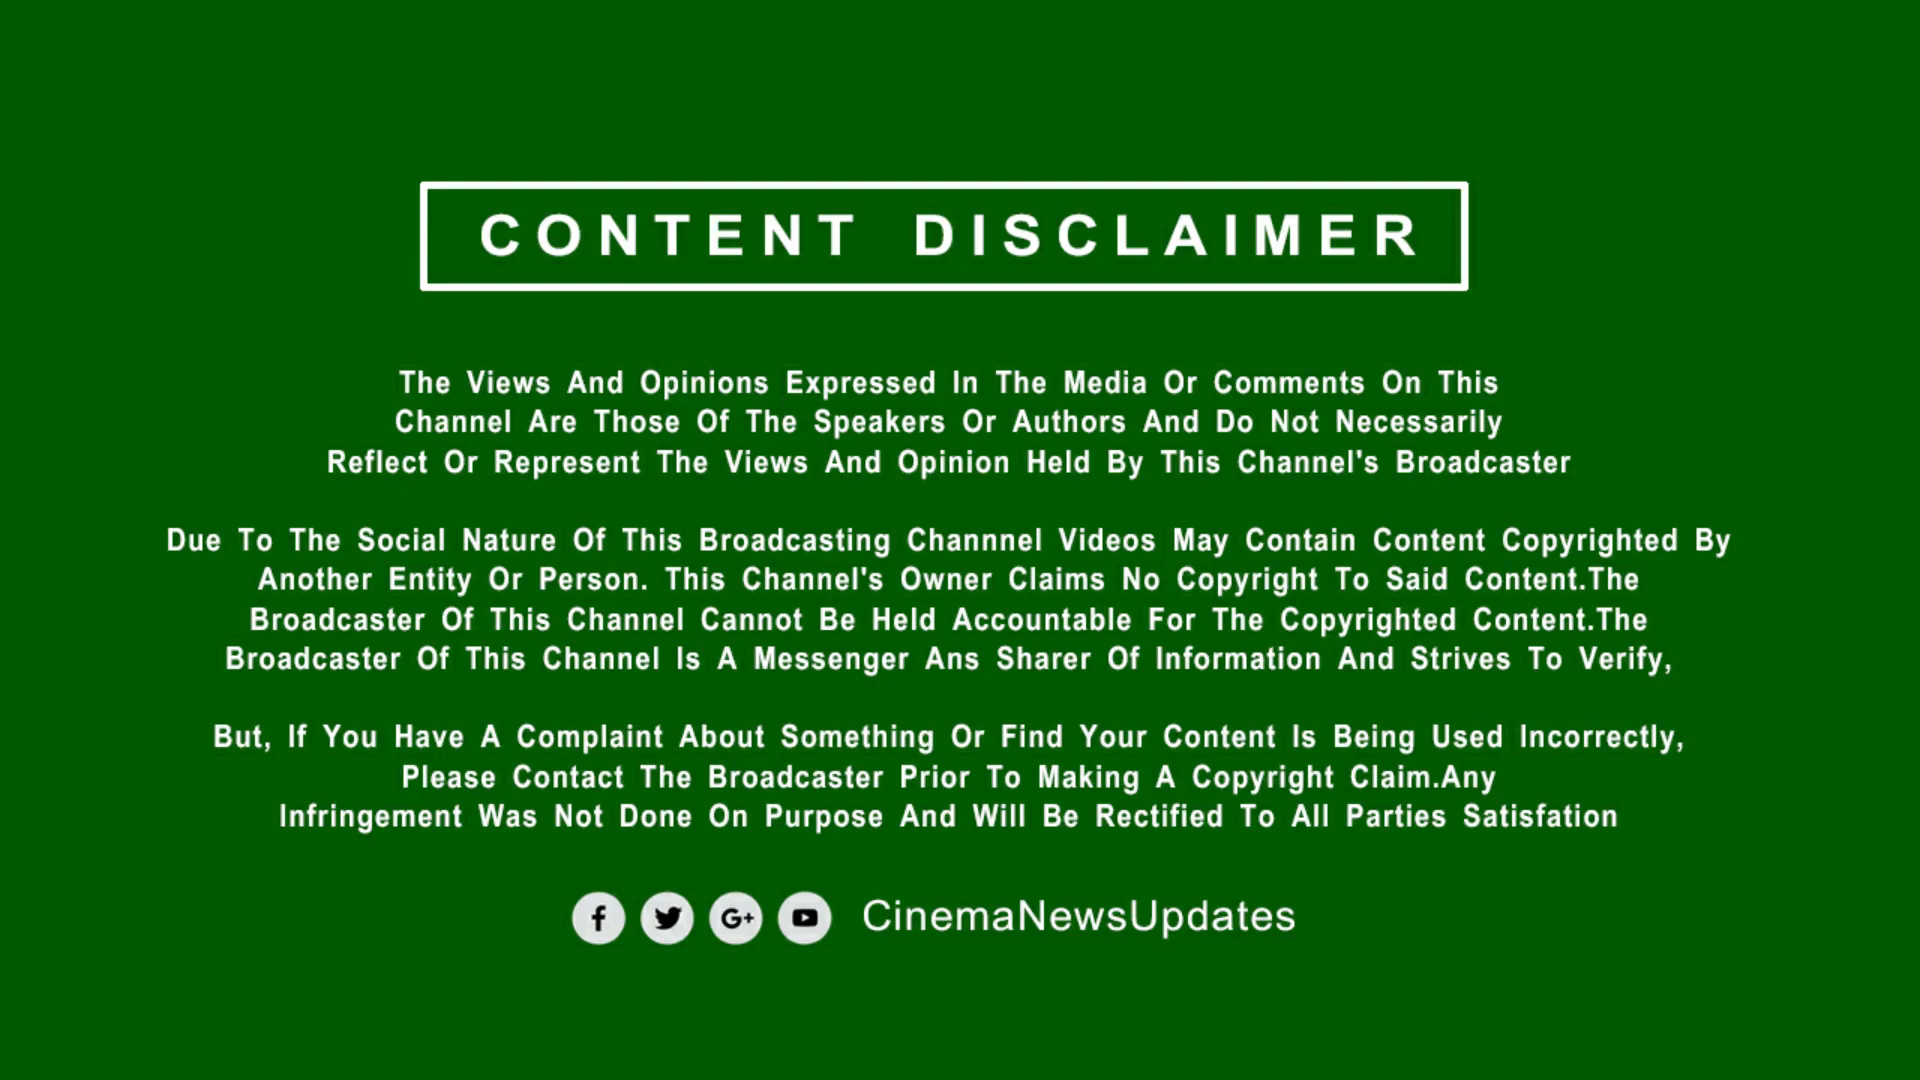 CONTENT DISCLAIMER
The Views And Opinions Expressed In The Media Or Comments On This
Channel Are Those Of The Speakers Or Authors And Do Not Necessarily
Reflect Or Represent The Views And Opinion Held By This Channel's Broadcaster
Due To The Social Nature Of This Broadcasting Channnel Videos May Contain Content Copyrighted By
Another Entity Or Person. This Channel's Owner Claims No Copyright To Said Content.The
Broadcaster Of This Channel Cannot Be Held Accountable For The Copyrighted Content.The
Broadcaster Of This Channel Is A Messenger Ans Sharer Of Information And Strives To Verify,
But, If You Have A Complaint About Something Or Find Your Content Is Being Used Incorrectly,
Please Contact The Broadcaster Prior To Making A Copyright Claim.Any
Infringement Was Not Done On Purpose And Will Be Rectified To All Parties Satisfation
f G+ CinemaNewsUpdates